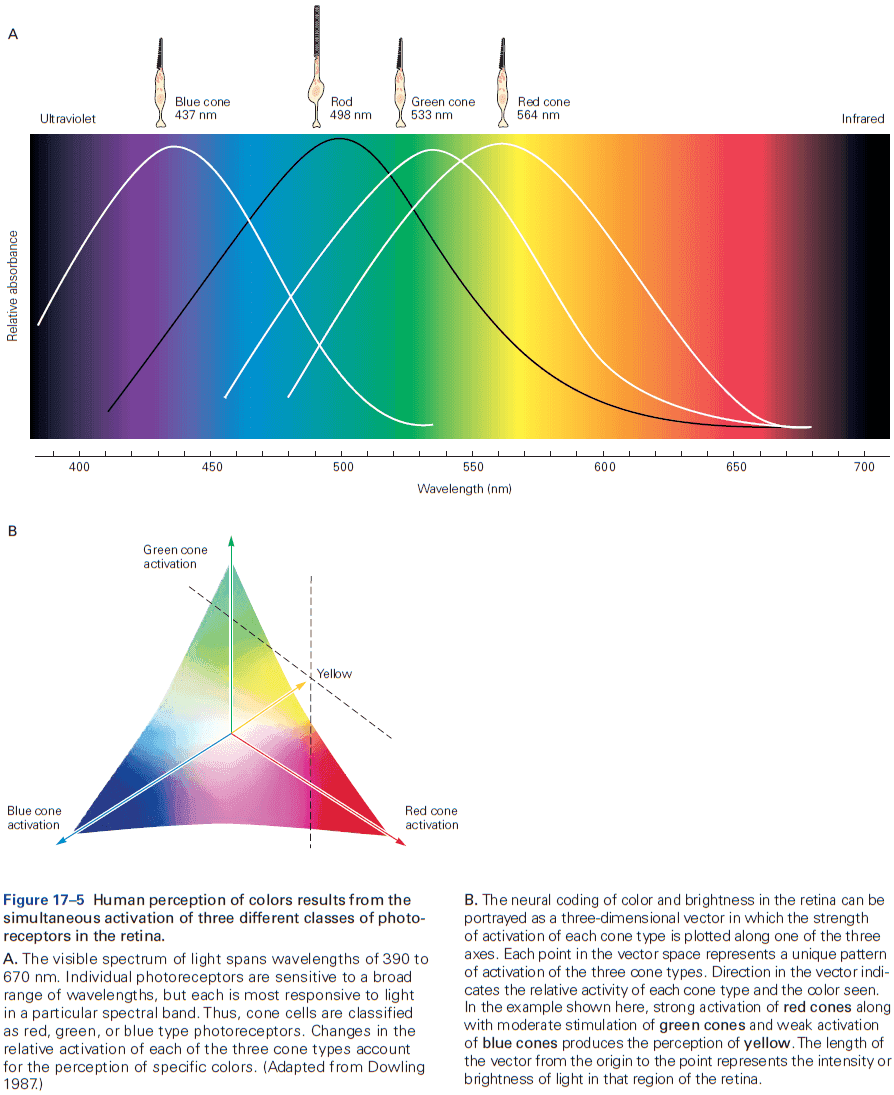 A
Blue cone
437 nm
Rod
498 nm
Green cone
533 nm
Red cone
564 nm
Ultraviolet
Infrared
Relative absorbance
400 450 500 550 600 650 700
Wavelength (nm)
B
Green cone
activation
Yellow
Blue cone
activation
Red cone
activation
Figure 17–5 Human perception of colors results from the
simultaneous activation of three different classes of photo-
receptors in the retina.
A. The visible spectrum of light spans wavelengths of 390 to
670 nm. Individual photoreceptors are sensitive to a broad
range of wavelengths, but each is most responsive to light
in a particular spectral band. Thus, cone cells are classified
as red, green, or blue type photoreceptors. Changes in the
relative activation of each of the three cone types account
for the perception of specific colors. (Adapted from Dowling
1987.)
B. The neural coding of color and brightness in the retina can be
portrayed as a three-dimensional vector in which the strength
of activation of each cone type is plotted along one of the three
axes. Each point in the vector space represents a unique pattern
of activation of the three cone types. Direction in the vector indi-
cates the relative activity of each cone type and the color seen.
In the example shown here, strong activation of red cones along
with moderate stimulation of green cones and weak activation
of blue cones produces the perception of yellow. The length of
the vector from the origin to the point represents the intensity or
brightness of light in that region of the retina.